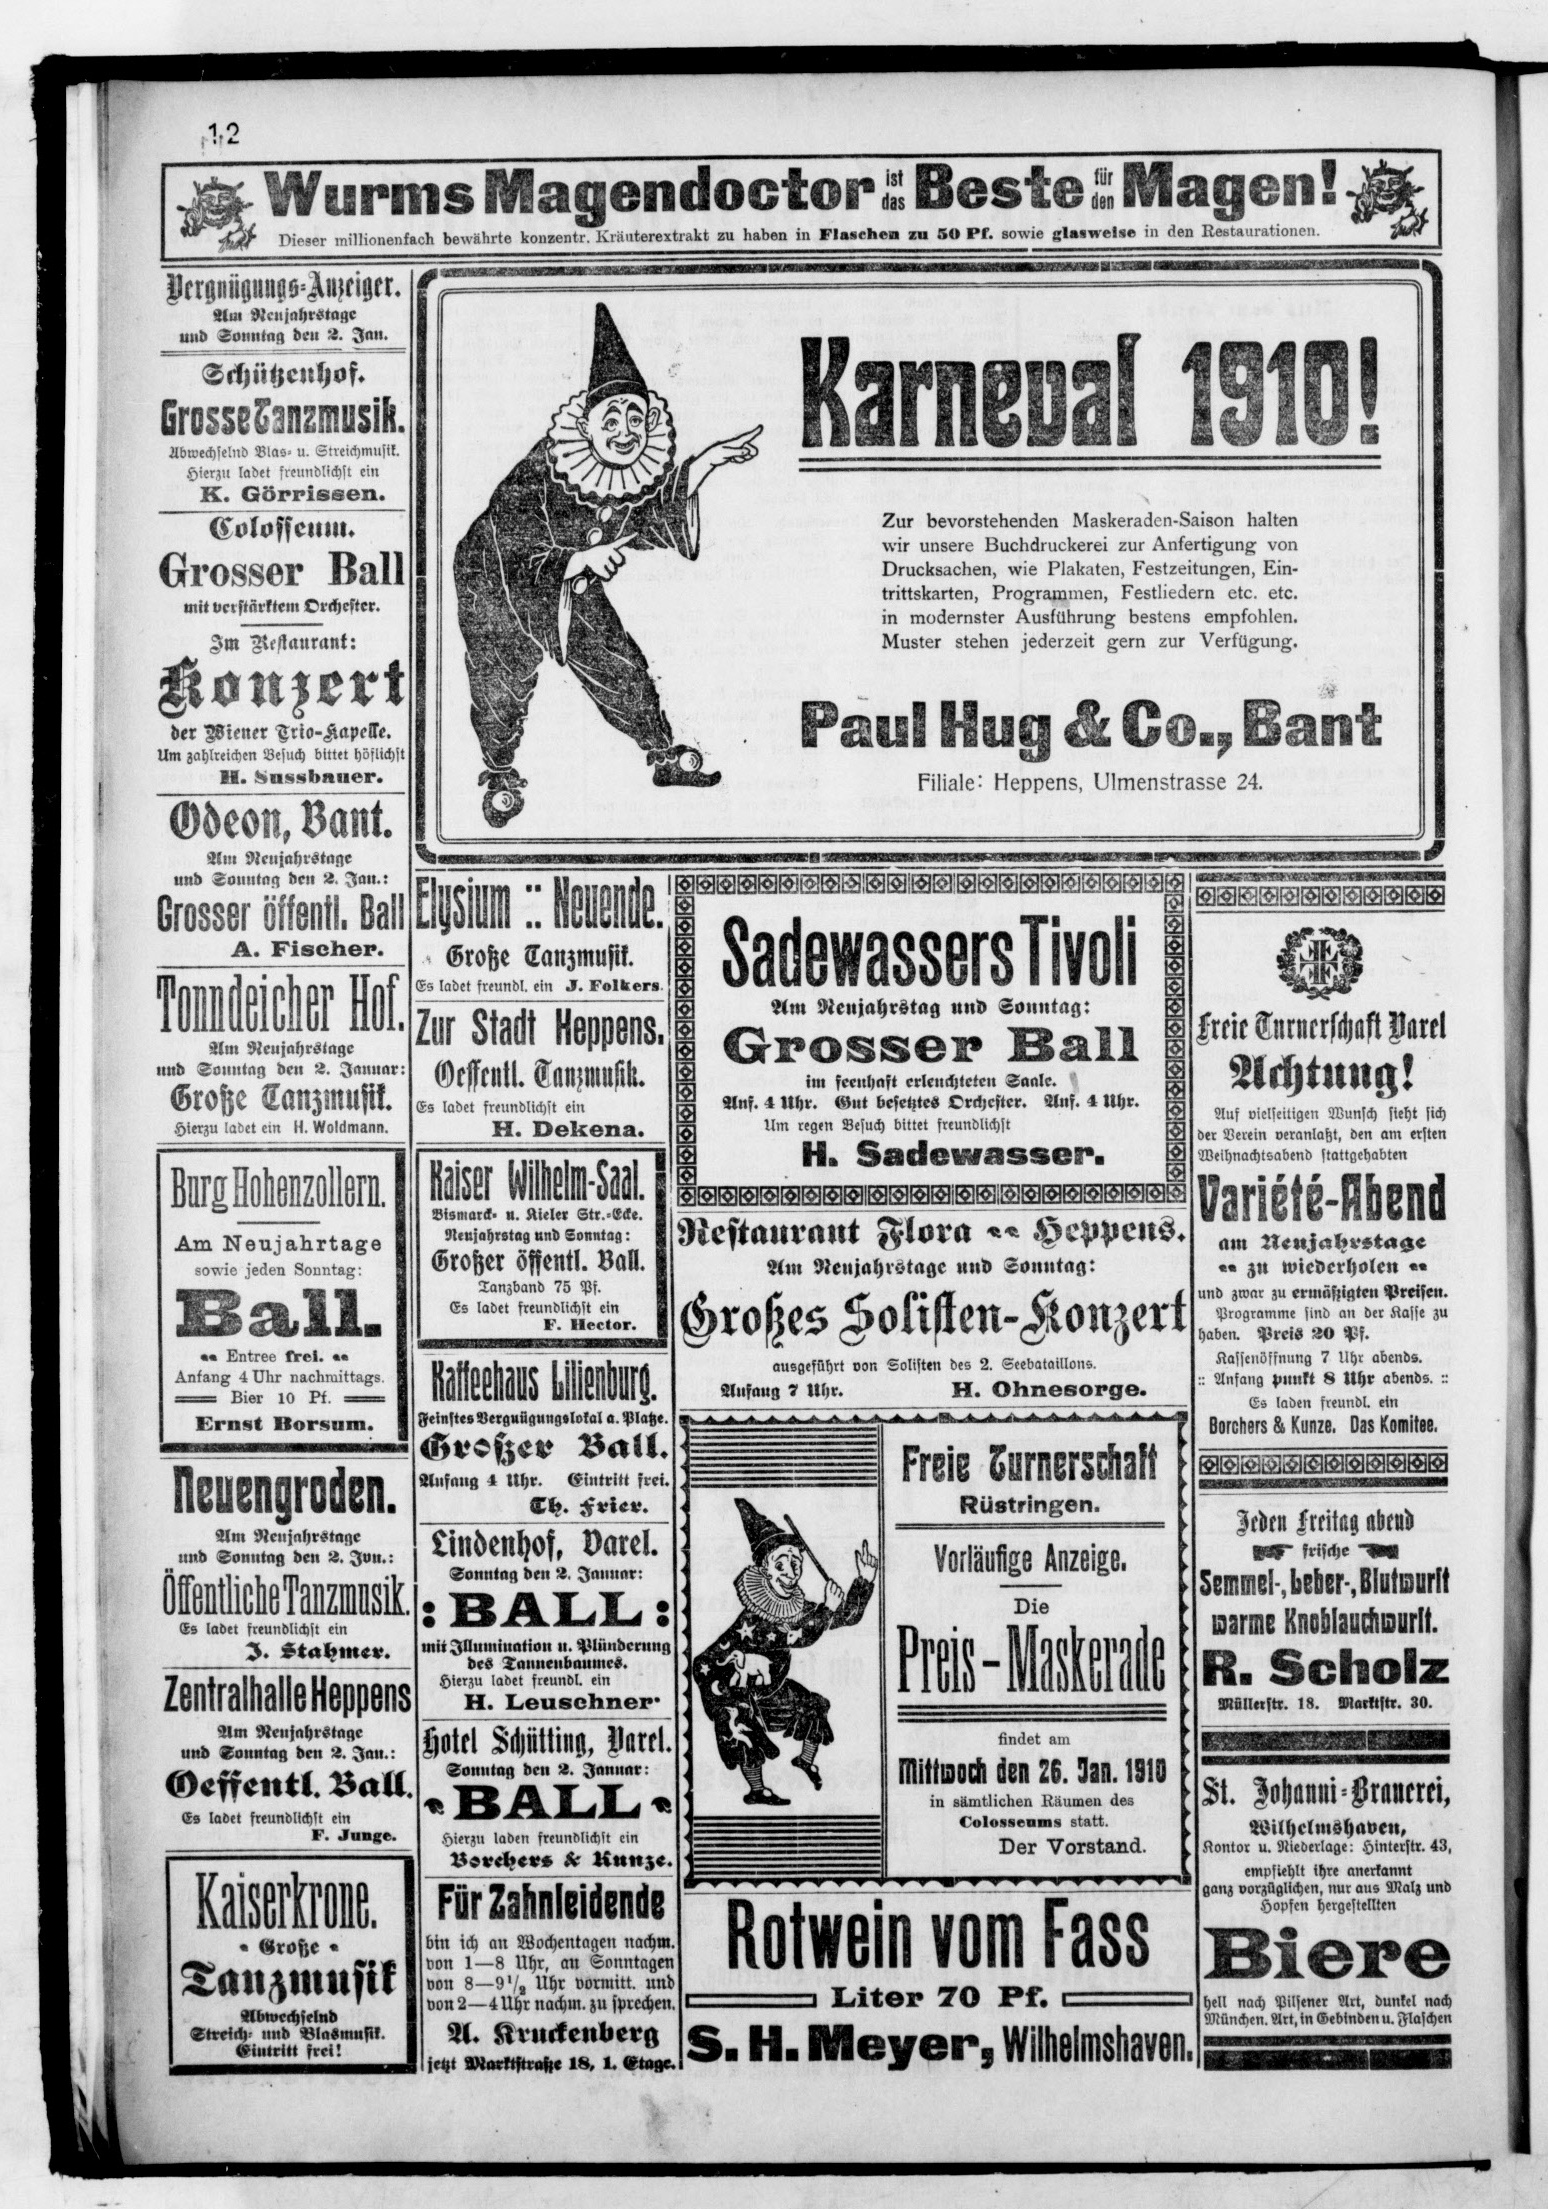 12
Wurms Magendoctor ist das Beste für den Magen!
Dieser millionenfach bewährte konzentr. Kräuterextrakt zu haben in Flaschen zu 50 Pf. sowie glasweise in den Restaurationen.
Vergnügungs-Anzeiger.
Am Neujahrstage
und Sonntag den 2. Jan.
Schützenhof.
Grosse Tanzmusik.
Abwechselnd Blas- u. Streichmusik.
Hierzu ladet freundlichst ein
K. Görrissen.
Colosseum.
Grosser Ball
mit verstärktem Orchester.
Im Restaurant:
Konzert
der Wiener Trio-Kapelle.
Um zahlreichen Besuch bittet höflichst
H. Sussbauer.
Odeon, Bant.
Am Neujahrstage
und Sonntag den 2. Jan.:
Grosser öffentl. Ball
A. Fischer.
Tonndeicher Hof.
Am Neujahrstage
und Sonntag den 2. Januar:
Große Tanzmusik.
Hierzu ladet ein H. Woldmann.
Burg Hohenzollern.
Am Neujahrtage
sowie jeden Sonntag:
Ball.
Entree frei.
Anfang 4 Uhr nachmittags.
Bier 10 Pf.
Ernst Borsum.
Neuengroden.
Am Neujahrstage
und Sonntag den 2. Jvn.:
Öffentliche Tanzmusik.
Es ladet freundlichst ein
J. Stahmer.
Zentralhalle Heppens
Am Neujahrstage
und Sonntag den 2. Jan.:
Oeffentl. Ball.
Es ladet freundlichst ein
F. Junge.
Kaiserkrone.
Große
Tanzmusik
Abwechselnd
Streich- und Blasmusik.
Eintritt frei!
Karneval 1910!
Zur bevorstehenden Maskeraden-Saison halten
wir unsere Buchdruckerei zur Anfertigung von
Drucksachen, wie Plakaten, Festzeitungen, Ein-
trittskarten, Programmen, Festliedern etc. etc.
in modernster Ausführung bestens empfohlen.
Muster stehen jederzeit gern zur Verfügung.
Paul Hug & Co., Bant
Filiale: Heppens, Ulmenstrasse 24.
Elysium :: Neuende.
Große Tanzmusik.
Es ladet freundl. ein J. Folkers.
Zur Stadt Heppens.
Oeffentl. Tanzmusik.
Es ladet freundlichst ein
H. Dekena.
Kaiser Wilhelm-Saal.
Bismarck- u. Kieler Str.-Ecke.
Neujahrstag und Sonntag:
Großer öffentl. Ball.
Tanzband 75 Pf.
Es ladet freundlichst ein
F. Hector.
Kaffeehaus Lilienburg.
Feinstes Vergnügungslokal a. Platze.
Großer Ball.
Anfang 4 Uhr. Eintritt frei.
Th. Frier.
Lindenhof, Varel.
Sonntag den 2. Januar:
: BALL :
mit Illumination u. Plünderung
des Tannenbaumes.
Hierzu ladet freundl. ein
H. Leuschner.
Hotel Schütting, Varel.
Sonntag den 2. Januar:
BALL
Hierzu laden freundlichst ein
Borchers & Kunze.
Für Zahnleidende
bin ich an Wochentagen nachm.
von 1—8 Uhr, an Sonntagen
von 8—9½ Uhr vormitt. und
von 2—4 Uhr nachm. zu sprechen.
A. Kruckenberg
jetzt Marktstraße 18, 1. Etage.
Sadewassers Tivoli
Am Neujahrstag und Sonntag:
Grosser Ball
im feenhaft erleuchteten Saale.
Anf. 4 Uhr. Gut besetztes Orchester. Anf. 4 Uhr.
Um regen Besuch bittet freundlichst
H. Sadewasser.
Restaurant Flora Heppens.
Am Neujahrstage und Sonntag:
Großes Solisten-Konzert
ausgeführt von Solisten des 2. Seebataillons.
Anfang 7 Uhr. H. Ohnesorge.
Freie Turnerschaft
Rüstringen.
Vorläufige Anzeige.
Die
Preis-Maskerade
findet am
Mittwoch den 26. Jan. 1910
in sämtlichen Räumen des
Colosseums statt.
Der Vorstand.
Rotwein vom Fass
Liter 70 Pf.
S. H. Meyer, Wilhelmshaven.
Freie Turnerschaft Varel
Achtung!
Auf vielseitigen Wunsch sieht sich
der Verein veranlaßt, den am ersten
Weihnachtsabend stattgehabten
Variété-Abend
am Neujahrstage
zu wiederholen
und zwar zu ermäßigten Preisen.
Programme sind an der Kasse zu
haben. Preis 20 Pf.
Kassenöffnung 7 Uhr abends.
:: Anfang punkt 8 Uhr abends. ::
Es laden freundl. ein
Borchers & Kunze. Das Komitee.
Jeden Freitag abend
frische
Semmel-, Leber-, Blutwurst
warme Knoblauchwurst.
R. Scholz
Müllerstr. 18. Marktstr. 30.
St. Johanni-Brauerei,
Wilhelmshaven,
Kontor u. Niederlage: Hinterstr. 43,
empfiehlt ihre anerkannt
ganz vorzüglichen, nur aus Malz und
Hopfen hergestellten
Biere
hell nach Pilsener Art, dunkel nach
München. Art, in Gebinden u. Flaschen